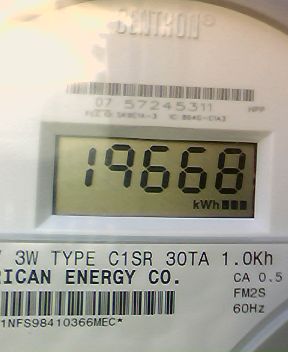 CENTRON®
07 57245311
19668
kWh
3W TYPE C1SR 30TA 1.0Kh
RICAN ENERGY CO.
CA 0.5
FM2S
60Hz
1NFS98410366MEC*